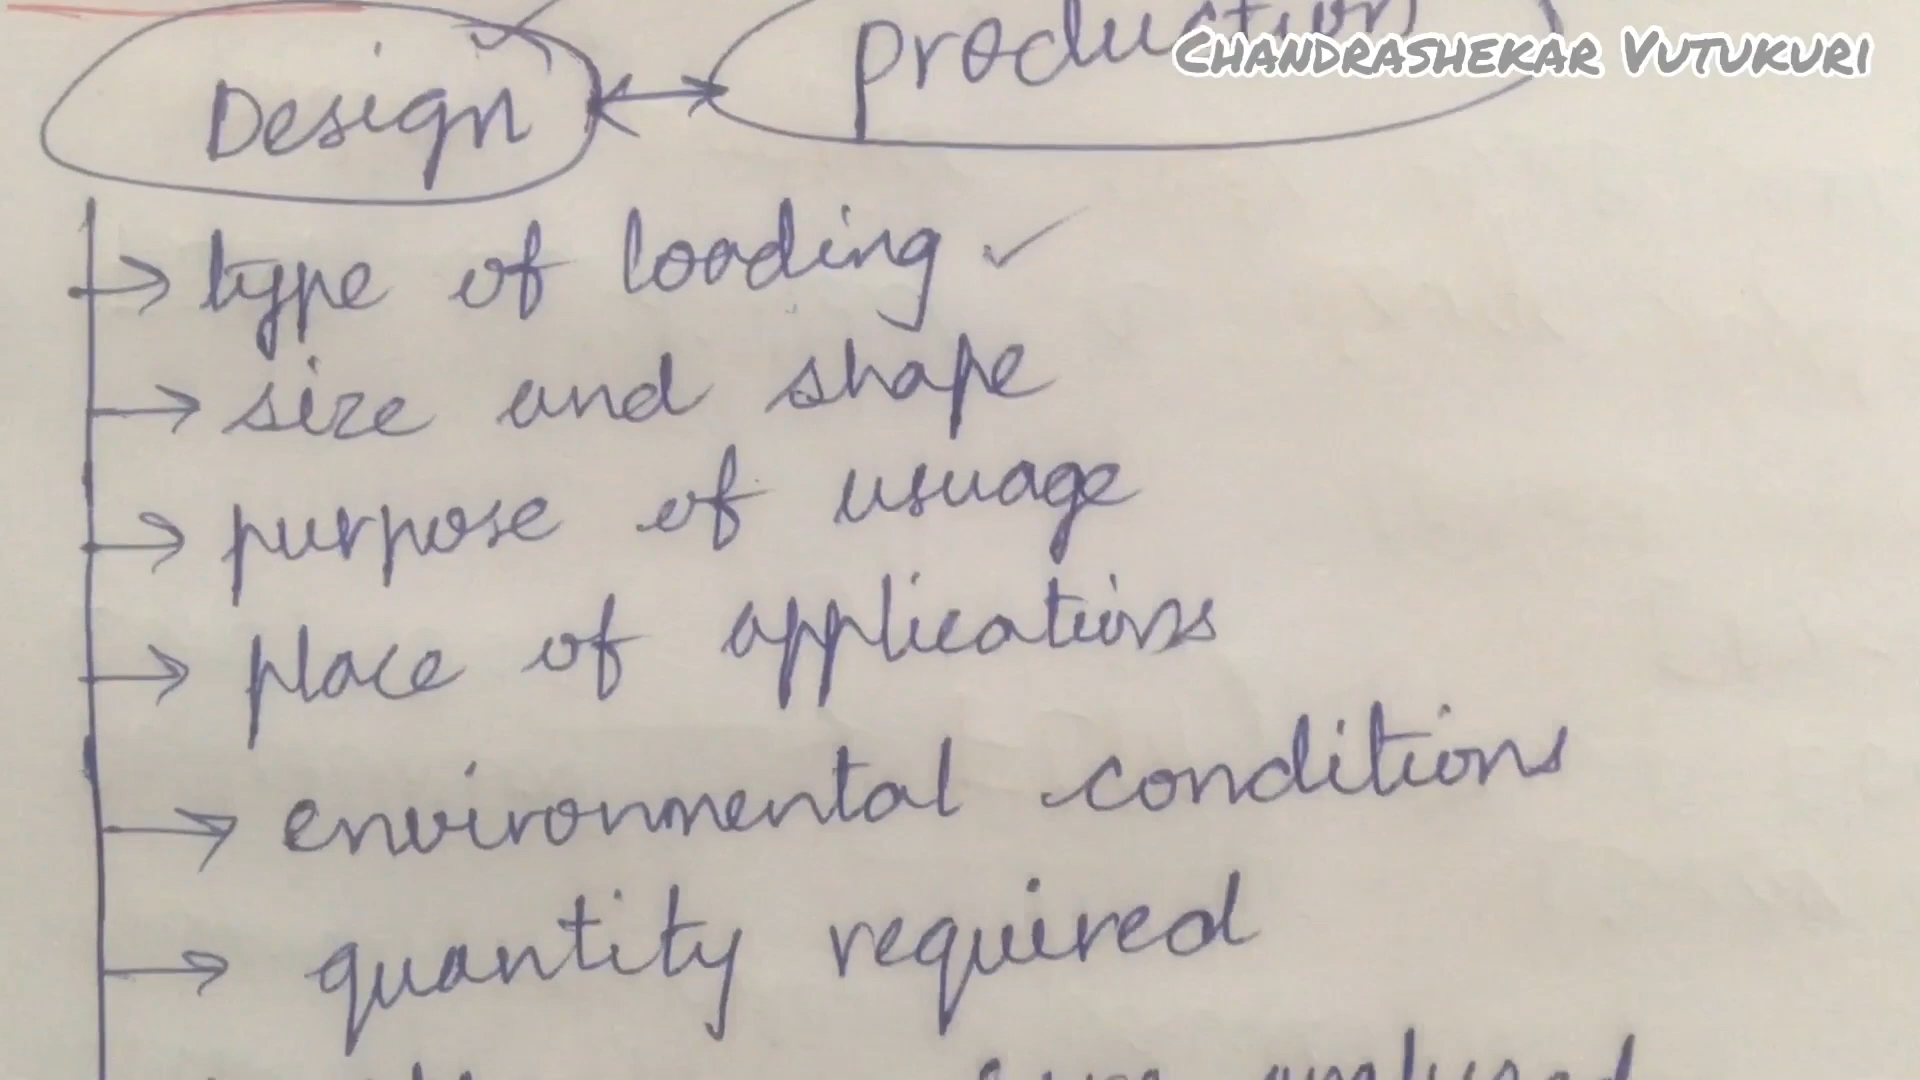 Design ↔ production
CHANDRASHEKAR VUTUKURI
→ type of loading ✓
→ size and shape
→ purpose of usuage
→ place of applications
→ environmental conditions
→ quantity required